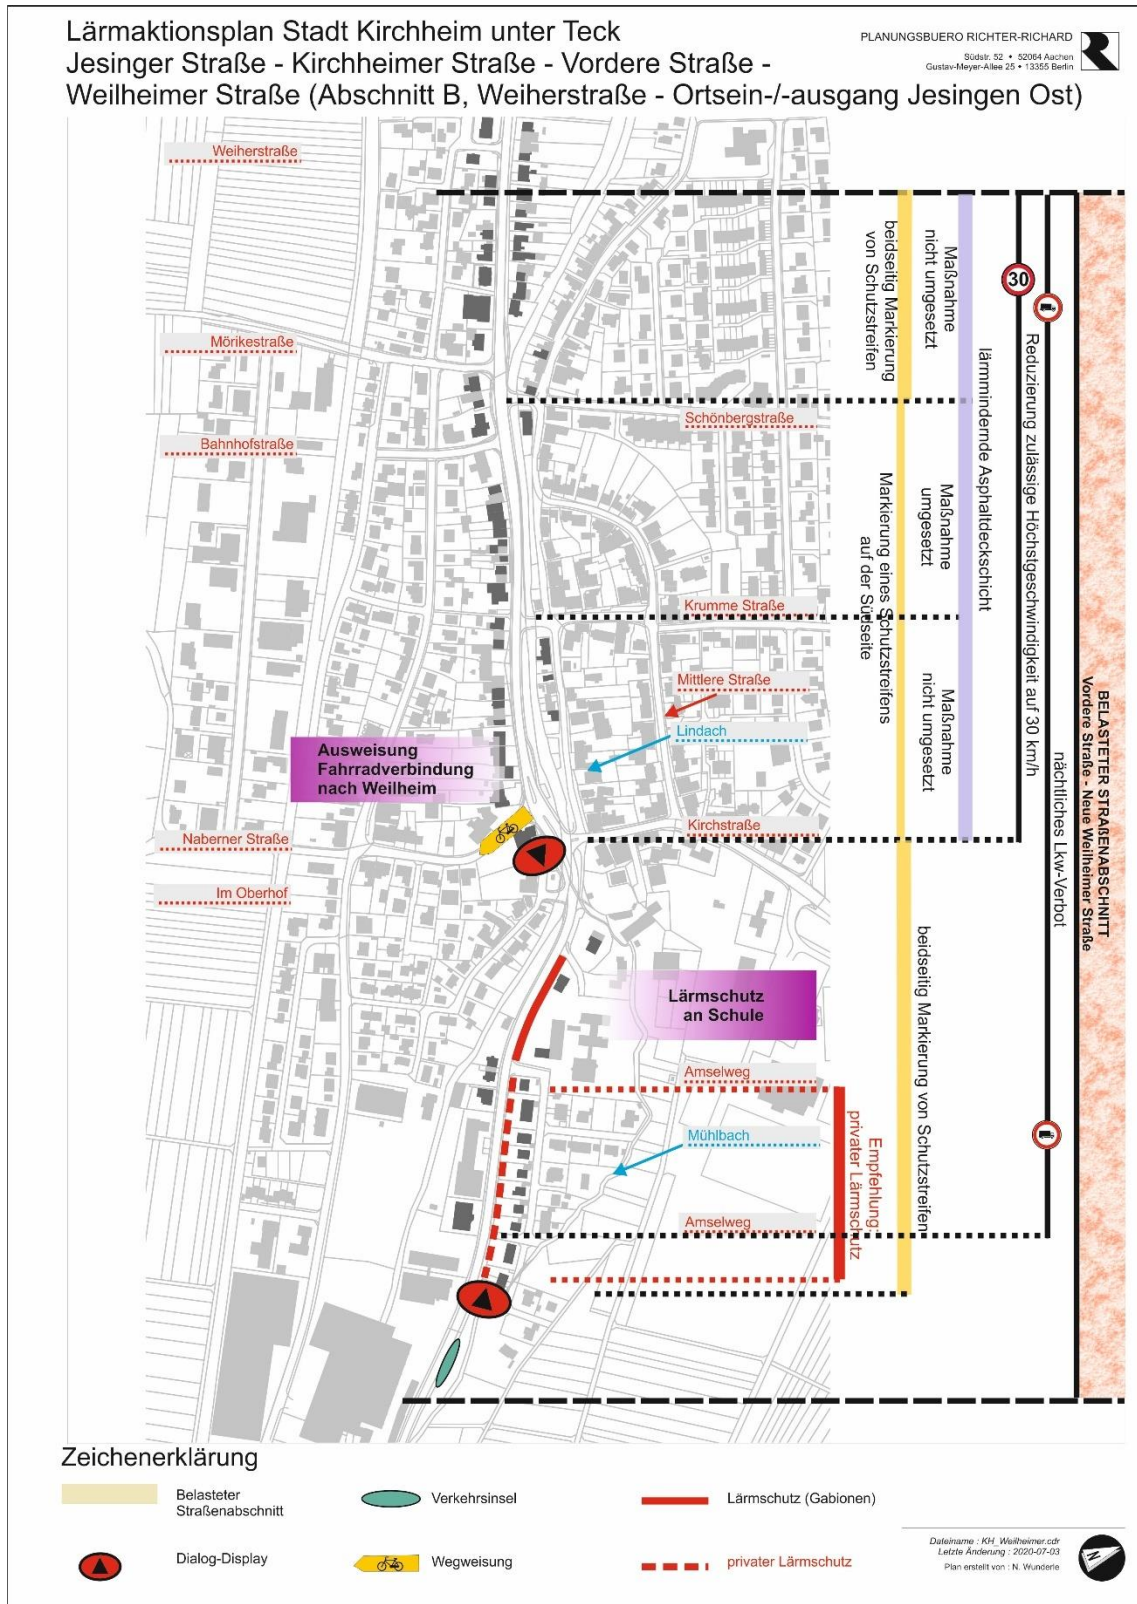 Lärmaktionsplan Stadt Kirchheim unter Teck
Jesinger Straße - Kirchheimer Straße - Vordere Straße -
Weilheimer Straße (Abschnitt B, Weiherstraße - Ortsein-/-ausgang Jesingen Ost)
PLANUNGSBUERO RICHTER-RICHARD
Südstr. 52 • 52064 Aachen
Gustav-Meyer-Allee 25 • 13355 Berlin
Weiherstraße
Mörikestraße
Bahnhofstraße
Schönbergstraße
Krumme Straße
Mittlere Straße
Lindach
Ausweisung
Fahrradverbindung
nach Weilheim
Naberner Straße
Kirchstraße
Im Oberhof
Lärmschutz
an Schule
Amselweg
Mühlbach
Amselweg
Empfehlung:
privater Lärmschutz
beidseitig Markierung
von Schutzstreifen
Markierung eines Schutzstreifens
auf der Südseite
beidseitig Markierung von Schutzstreifen
Maßnahme
nicht umgesetzt
Maßnahme
umgesetzt
Maßnahme
nicht umgesetzt
lärmmindernde Asphaltdeckschicht
30
Reduzierung zulässige Höchstgeschwindigkeit auf 30 km/h
nächtliches Lkw-Verbot
BELASTETER STRAßENABSCHNITT
Vordere Straße - Neue Weilheimer Straße
Zeichenerklärung
Belasteter
Straßenabschnitt
Verkehrsinsel
Lärmschutz (Gabionen)
Dialog-Display
Wegweisung
privater Lärmschutz
Dateiname : KH_Weilheimer.cdr
Letzte Änderung : 2020-07-03
Plan erstellt von : N. Wunderle
N